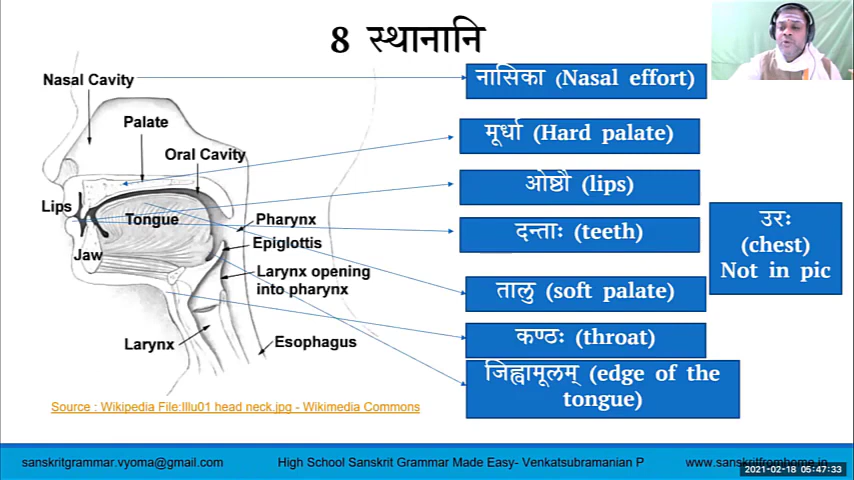 8 स्थानानि
Nasal Cavity
Palate
Oral Cavity
Lips
Tongue
Pharynx
Epiglottis
Jaw
Larynx opening
into pharynx
Larynx
Esophagus
नासिका (Nasal effort)
मूर्धा (Hard palate)
ओष्ठौ (lips)
दन्ताः (teeth)
तालु (soft palate)
कण्ठः (throat)
जिह्वामूलम् (edge of the
tongue)
उरः
(chest)
Not in pic
Source : Wikipedia File:Illu01 head neck.jpg - Wikimedia Commons
sanskritgrammar.vyoma@gmail.com
High School Sanskrit Grammar Made Easy- Venkatsubramanian P
www.sanskritfromhome.in
2021-02-18 05:47:33